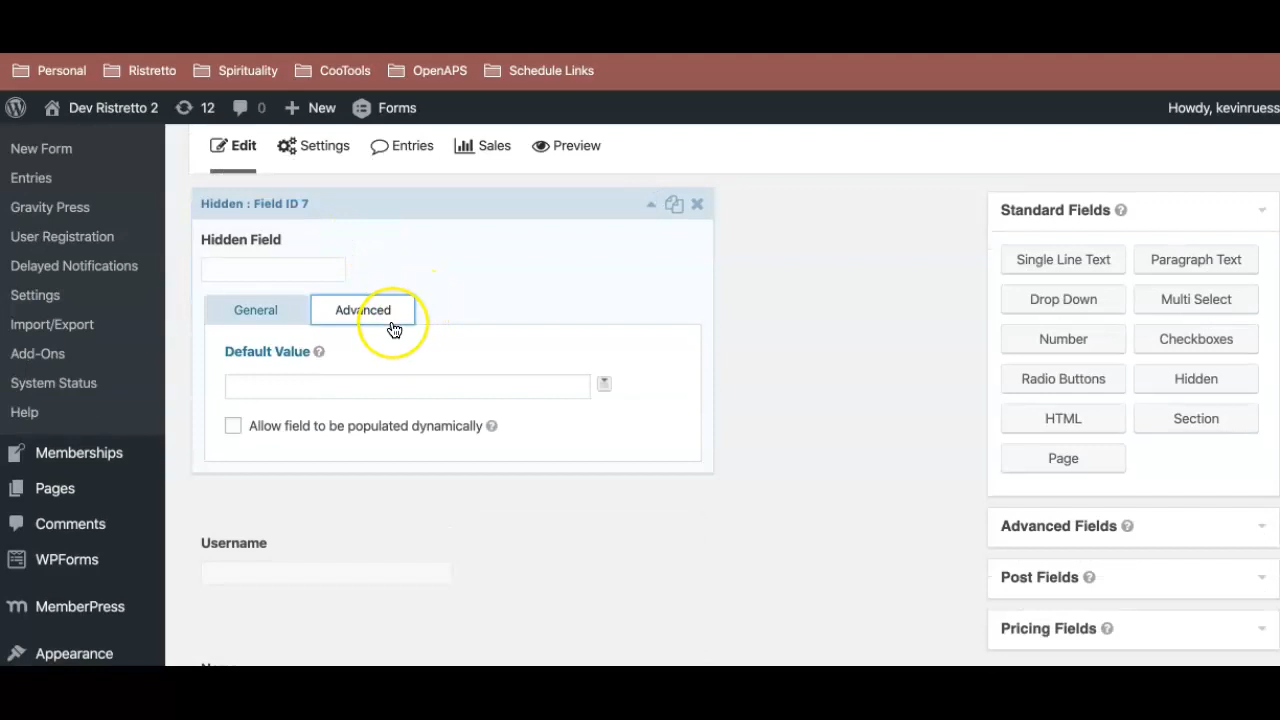 Personal Ristretto Spirituality CooTools OpenAPS Schedule Links
Dev Ristretto 2 12 0 New Forms Howdy, kevinruess
New Form
Entries
Gravity Press
User Registration
Delayed Notifications
Settings
Import/Export
Add-Ons
System Status
Help
Memberships
Pages
Comments
WPForms
MemberPress
Appearance
Edit Settings Entries Sales Preview
Hidden : Field ID 7
Hidden Field
General Advanced
Default Value
Allow field to be populated dynamically
Username
Standard Fields
Single Line Text Paragraph Text
Drop Down Multi Select
Number Checkboxes
Radio Buttons Hidden
HTML Section
Page
Advanced Fields
Post Fields
Pricing Fields